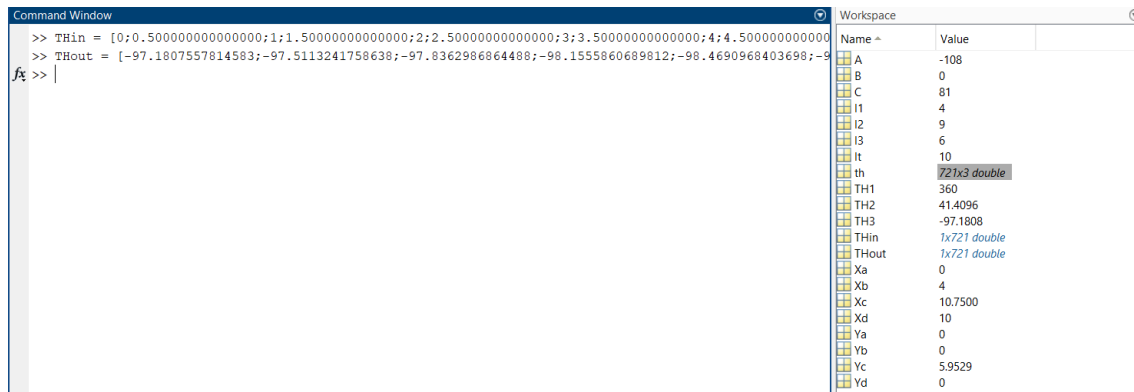 Command Window
>> THin = [0;0.500000000000000;1;1.50000000000000;2;2.50000000000000;3;3.50000000000000;4;4.500000000000
>> THout = [-97.1807557814583;-97.5113241758638;-97.8362986864488;-98.1555860689812;-98.4690968403698;-9
fx >>
Workspace
Name Value
A -108
B 0
C 81
l1 4
l2 9
l3 6
lt 10
th 721x3 double
TH1 360
TH2 41.4096
TH3 -97.1808
THin 1x721 double
THout 1x721 double
Xa 0
Xb 4
Xc 10.7500
Xd 10
Ya 0
Yb 0
Yc 5.9529
Yd 0